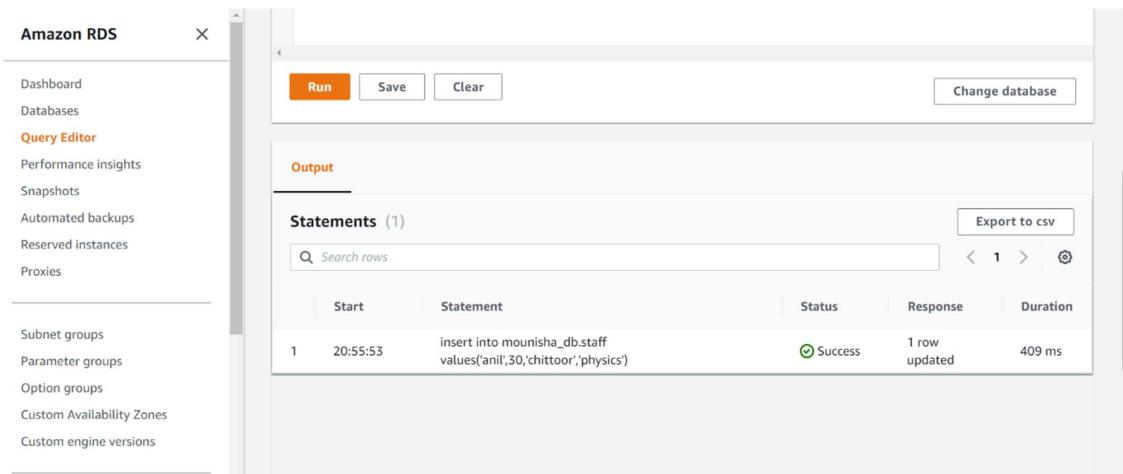 Amazon RDS
Dashboard
Databases
Query Editor
Performance insights
Snapshots
Automated backups
Reserved instances
Proxies
Subnet groups
Parameter groups
Option groups
Custom Availability Zones
Custom engine versions
Run Save Clear Change database
Output
Statements (1) Export to csv
Search rows 1
Start Statement Status Response Duration
1 20:55:53 insert into mounisha_db.staff Success 1 row 409 ms
values('anil',30,'chittoor','physics') updated